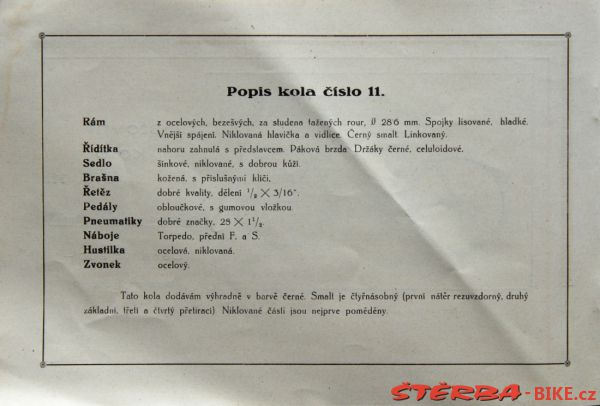 Popis kola číslo 11.
Rám z ocelových, bezešvých, za studena tažených rour, ∅ 28·6 mm. Spojky lisované, hladké.
Vnější spájení. Niklovaná hlavička a vidlice. Černý smalt. Linkovaný.
Řídítka nahoru zahnulá s představcem. Páková brzda. Držáky černé, celuloidové.
Sedlo šinkové, niklované, s dobrou kůží.
Brašna kožená, s příslušnými klíči.
Řetěz dobré kvality, dělení 1/2 × 3/16".
Pedály obloučkové, s gumovou vložkou.
Pneumatiky dobré značky, 28 × 1 1/2.
Náboje Torpedo, přední F. a S.
Hustilka ocelová, niklovaná.
Zvonek ocelový.
Tato kola dodávám výhradně v barvě černé. Smalt je čtyřnásobný (první nátěr rezuvzdorný, druhý
základní, třetí a čtvrtý přetírací) Niklované části jsou nejprve poměděny.
ŠTĚRBA-BIKE.cz